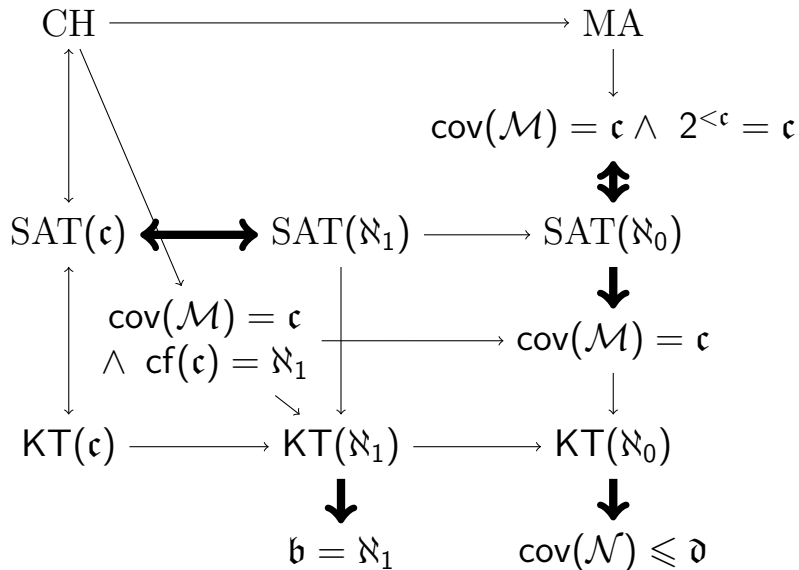 CH MA
cov(ℳ) = 𝔠 ∧ 2^{<𝔠} = 𝔠
SAT(𝔠) SAT(ℵ₁) SAT(ℵ₀)
cov(ℳ) = 𝔠
∧ cf(𝔠) = ℵ₁
cov(ℳ) = 𝔠
KT(𝔠) KT(ℵ₁) KT(ℵ₀)
𝔟 = ℵ₁ cov(𝒩) ⩽ 𝔡